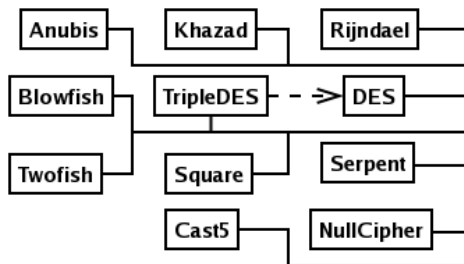 Anubis
Khazad
Rijndael
Blowfish
TripleDES
DES
Twofish
Square
Serpent
Cast5
NullCipher